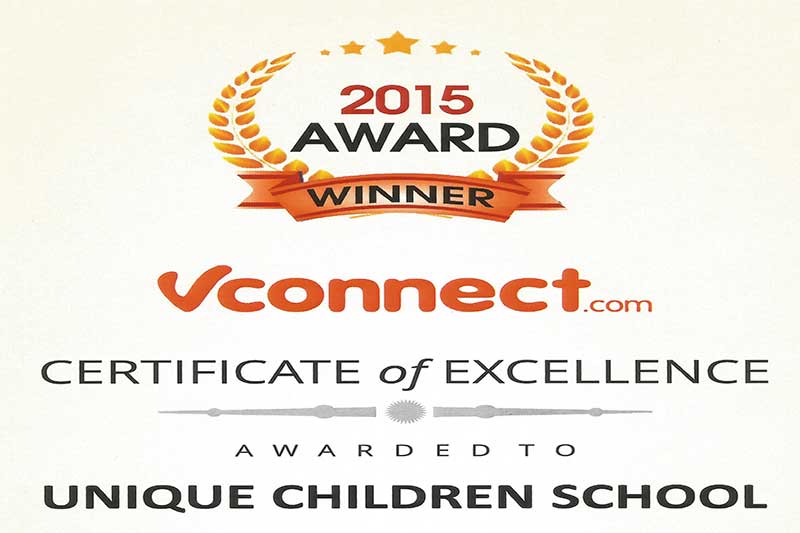 2015
AWARD
WINNER
Vconnect.com
CERTIFICATE of EXCELLENCE
AWARDED TO
UNIQUE CHILDREN SCHOOL